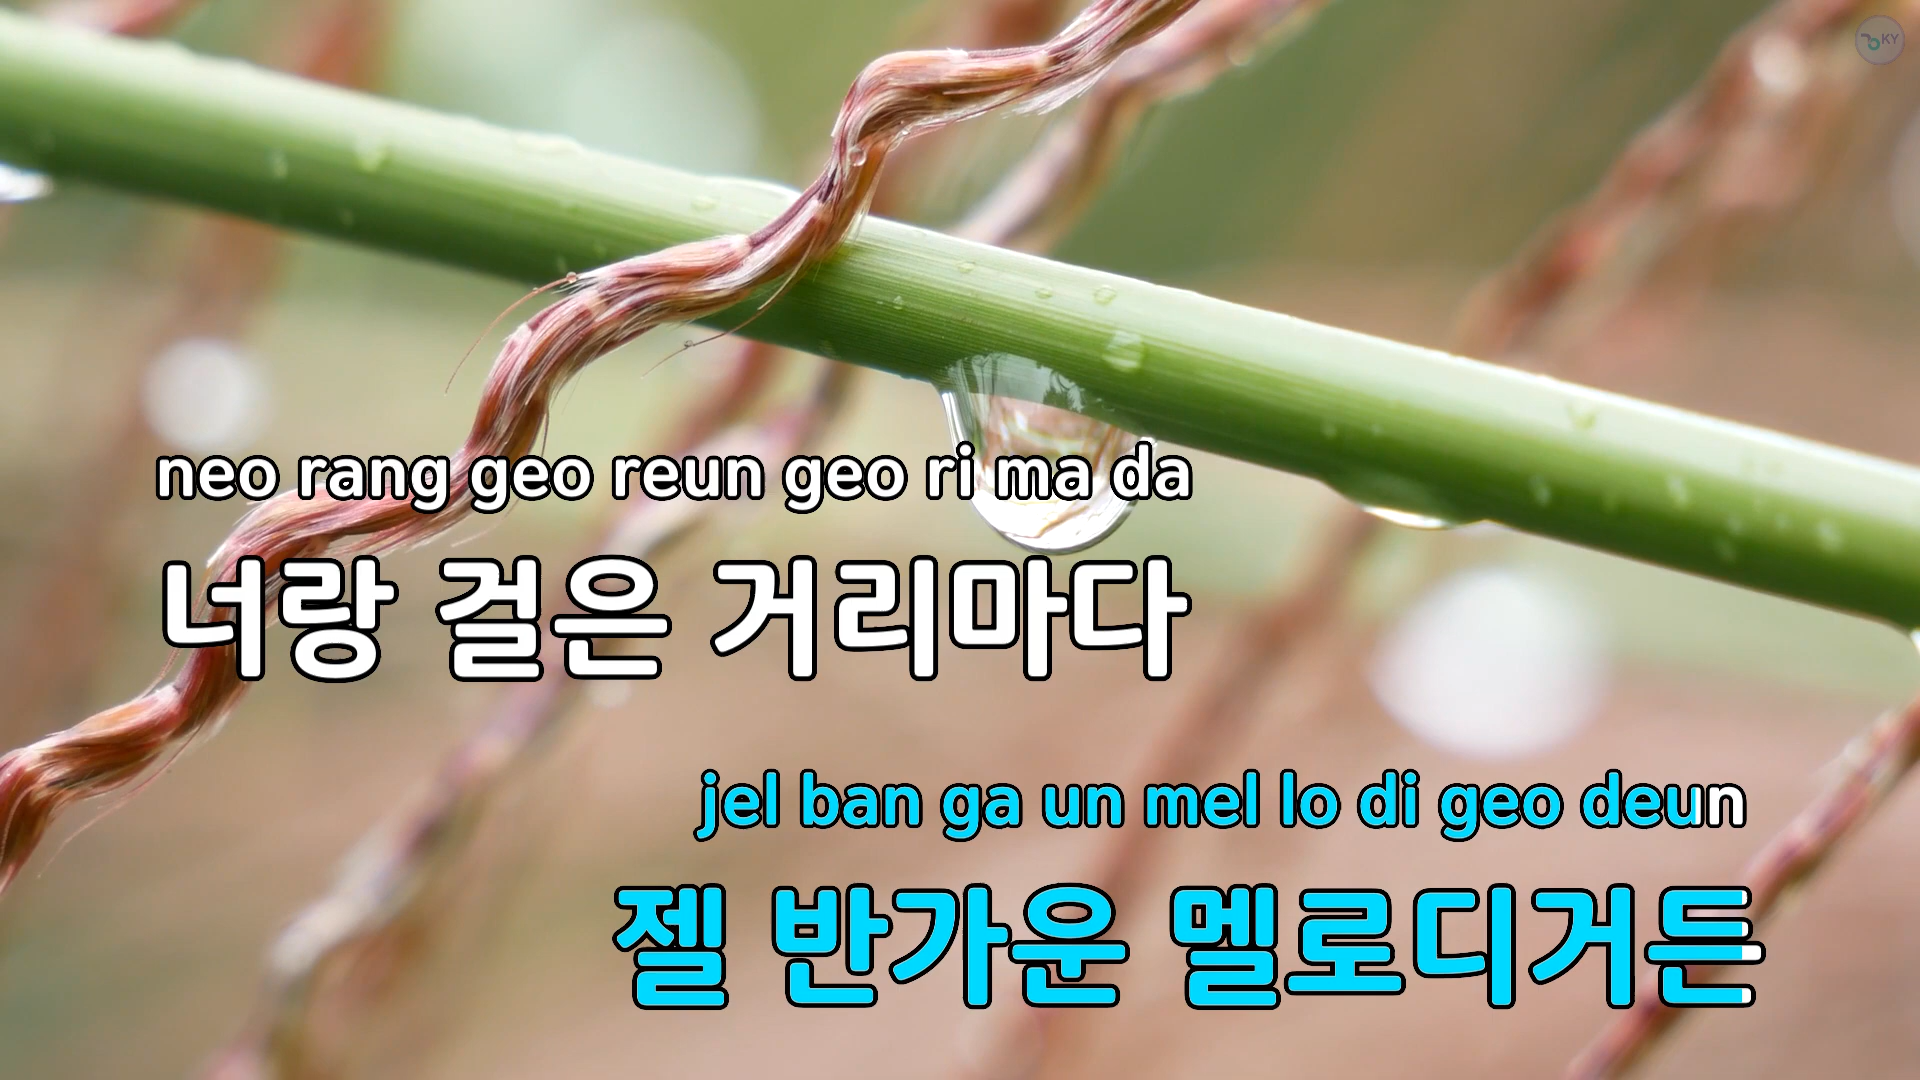 KY
neo rang geo reun geo ri ma da
너랑 걸은 거리마다
jel ban ga un mel lo di geo deun
젤 반가운 멜로디거든